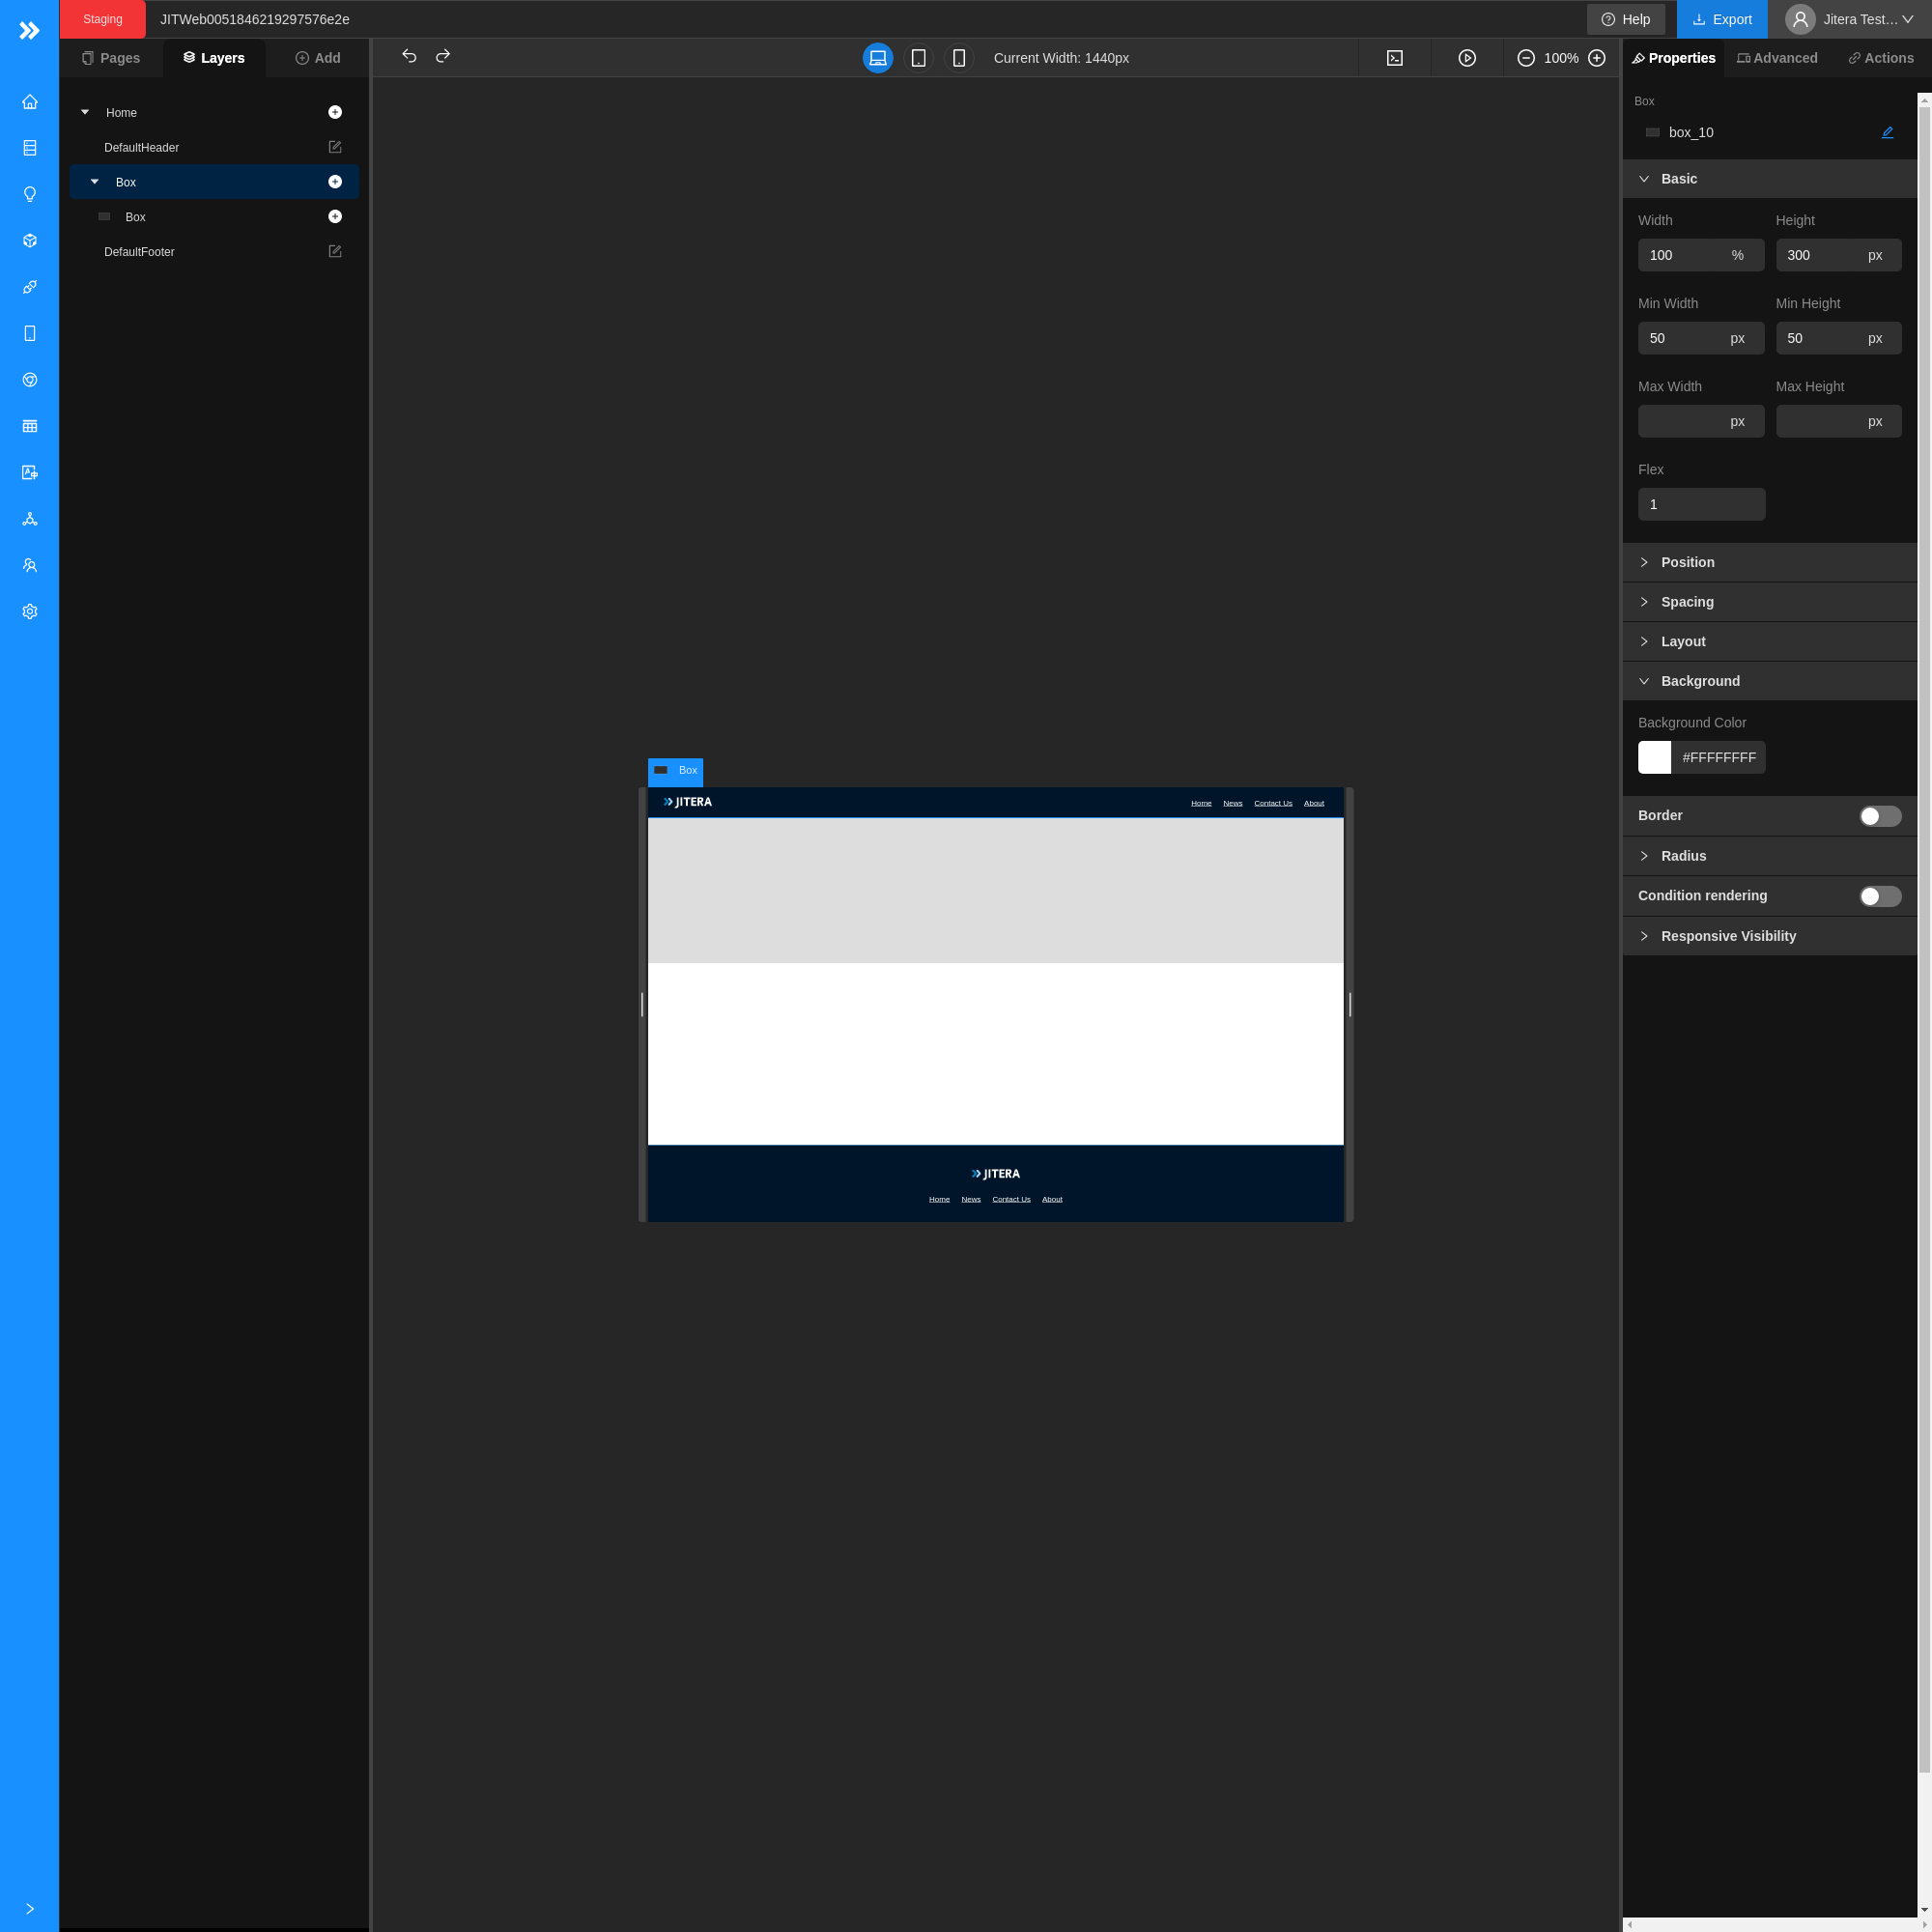 Staging
JITWeb0051846219297576e2e
Help
Export
Jitera Test...
Pages
Layers
Add
Current Width: 1440px
100%
Properties
Advanced
Actions
Home
DefaultHeader
Box
Box
DefaultFooter
Box
JITERA
Home News Contact Us About
JITERA
Home News Contact Us About
Box
box_10
Basic
Width Height
100 % 300 px
Min Width Min Height
50 px 50 px
Max Width Max Height
px px
Flex
1
Position
Spacing
Layout
Background
Background Color
#FFFFFFFF
Border
Radius
Condition rendering
Responsive Visibility